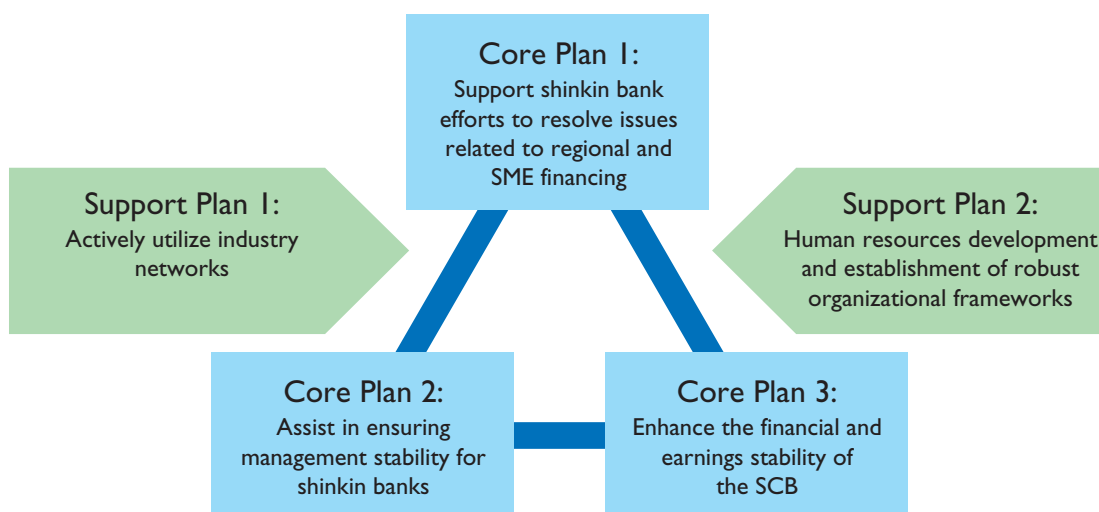 Core Plan 1:
Support shinkin bank
efforts to resolve issues
related to regional and
SME financing
Support Plan 1:
Actively utilize industry
networks
Support Plan 2:
Human resources development
and establishment of robust
organizational frameworks
Core Plan 2:
Assist in ensuring
management stability for
shinkin banks
Core Plan 3:
Enhance the financial and
earnings stability of
the SCB